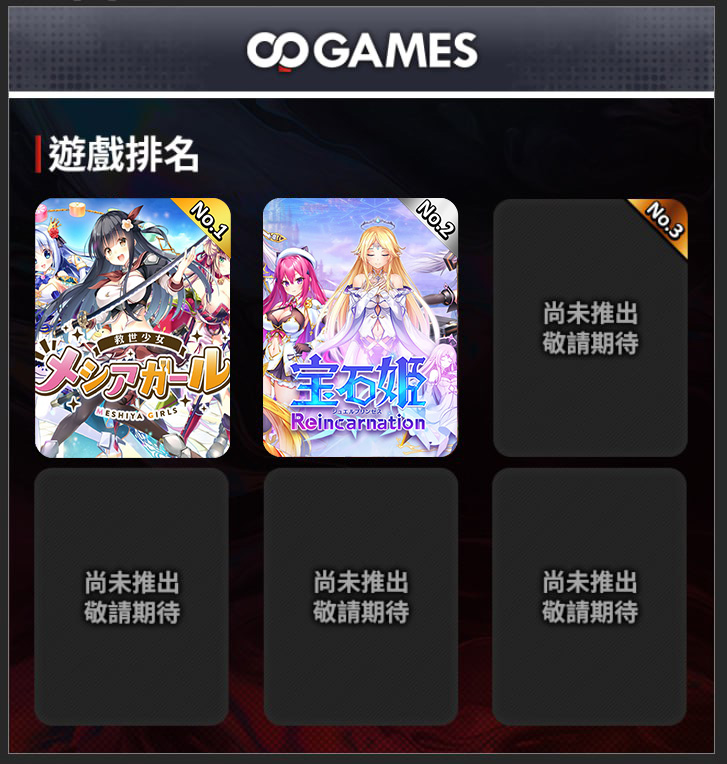 GAMES
遊戲排名
No.1
救世少女
メシアガール
MESHIYA GIRLS
No.2
宝石姫
ジュエルプリンセス
Reincarnation
No.3
尚未推出
敬請期待
尚未推出
敬請期待
尚未推出
敬請期待
尚未推出
敬請期待